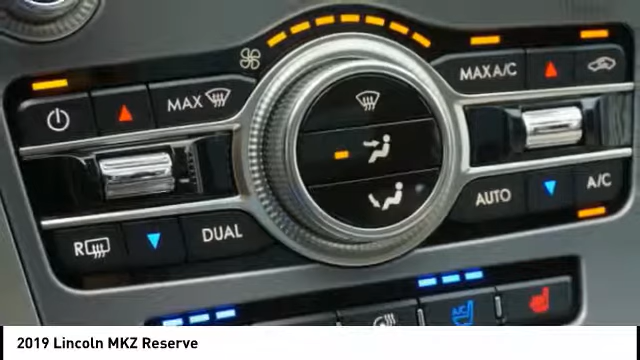 MAX A/C
MAX
R
DUAL
AUTO
A/C
A/C
2019 Lincoln MKZ Reserve